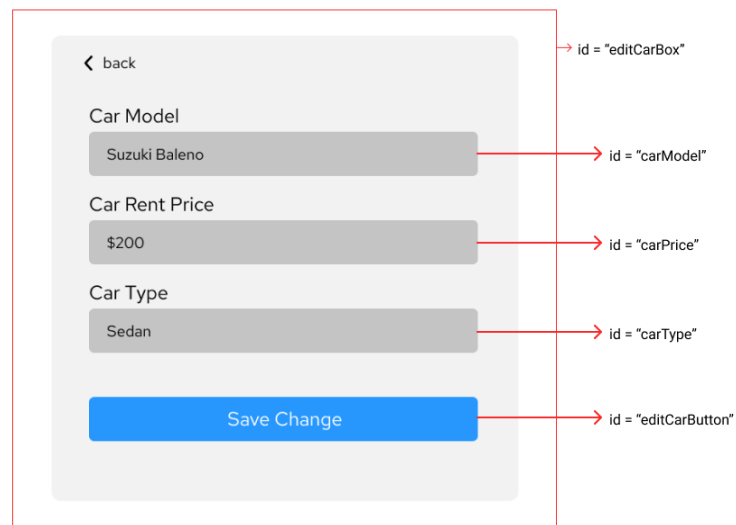 id = “editCarBox”
back
Car Model
Suzuki Baleno
id = “carModel”
Car Rent Price
$200
id = “carPrice”
Car Type
Sedan
id = “carType”
Save Change
id = “editCarButton”